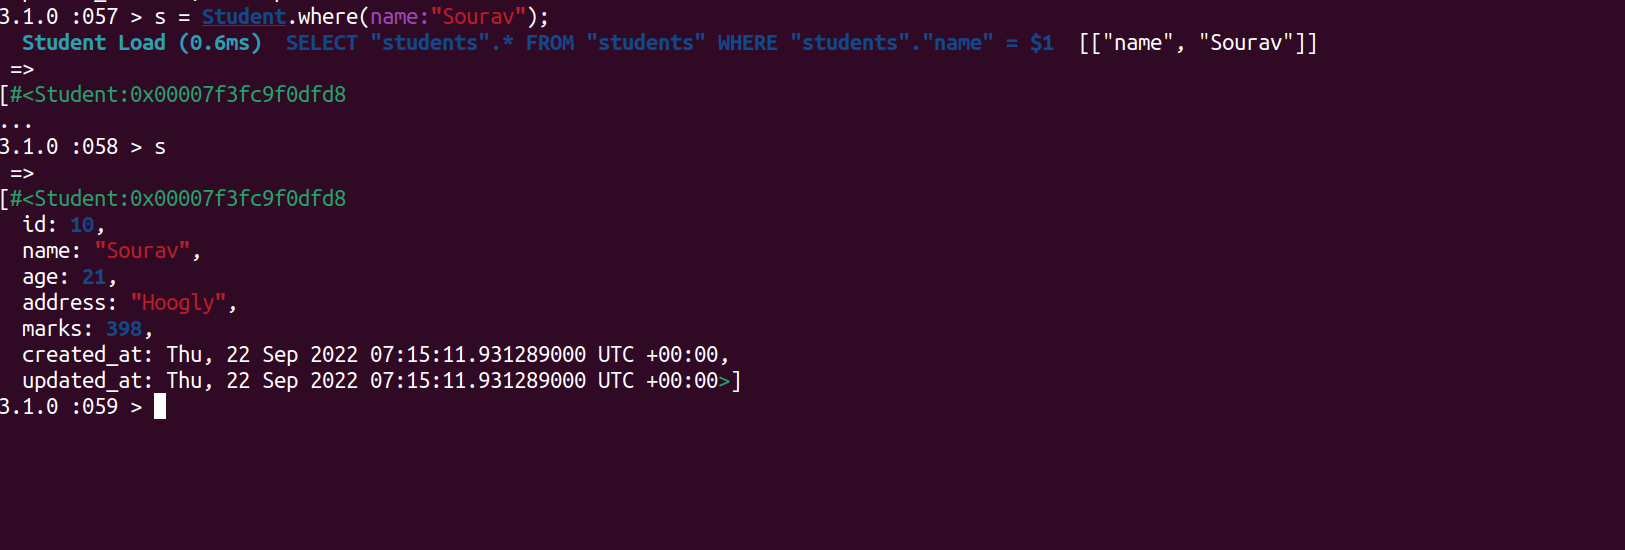 3.1.0 :057 > s = Student.where(name:"Sourav");
  Student Load (0.6ms)  SELECT "students".* FROM "students" WHERE "students"."name" = $1  [["name", "Sourav"]]
 =>
[#<Student:0x00007f3fc9f0dfd8
...
3.1.0 :058 > s
 =>
[#<Student:0x00007f3fc9f0dfd8
  id: 10,
  name: "Sourav",
  age: 21,
  address: "Hoogly",
  marks: 398,
  created_at: Thu, 22 Sep 2022 07:15:11.931289000 UTC +00:00,
  updated_at: Thu, 22 Sep 2022 07:15:11.931289000 UTC +00:00>]
3.1.0 :059 >